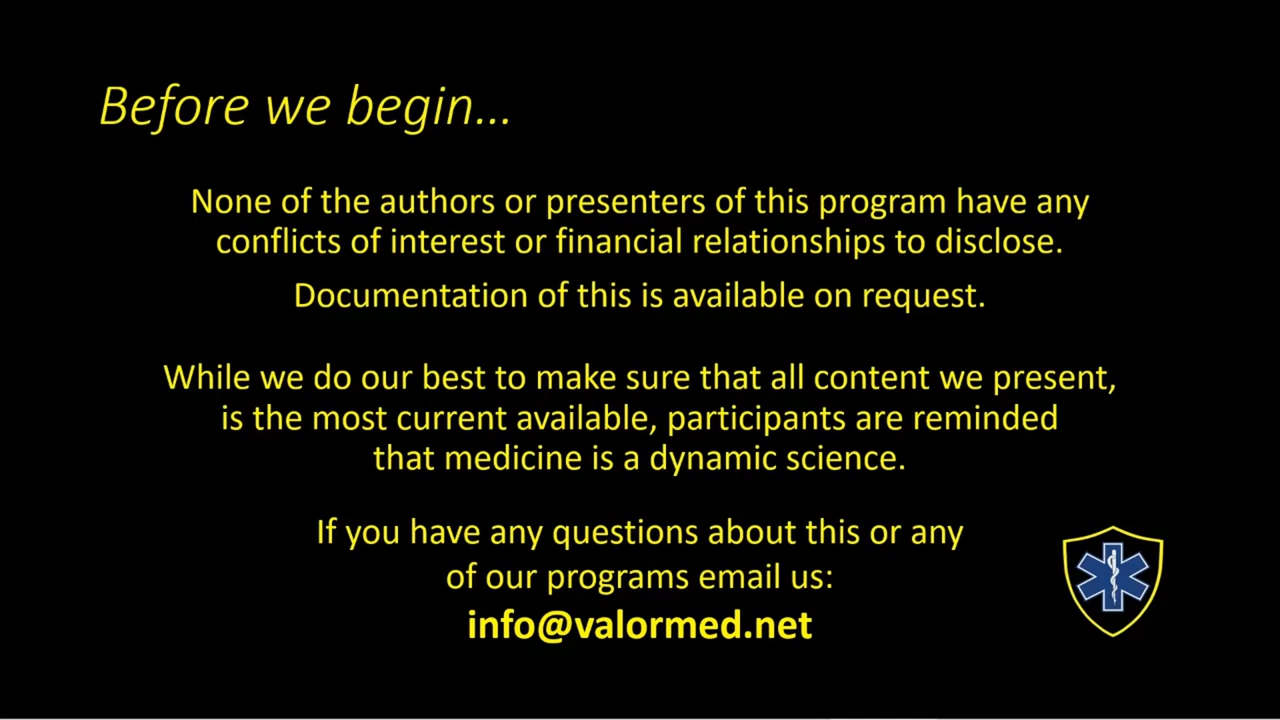 Before we begin...
None of the authors or presenters of this program have any
conflicts of interest or financial relationships to disclose.
Documentation of this is available on request.
While we do our best to make sure that all content we present,
is the most current available, participants are reminded
that medicine is a dynamic science.
If you have any questions about this or any
of our programs email us:
info@valormed.net